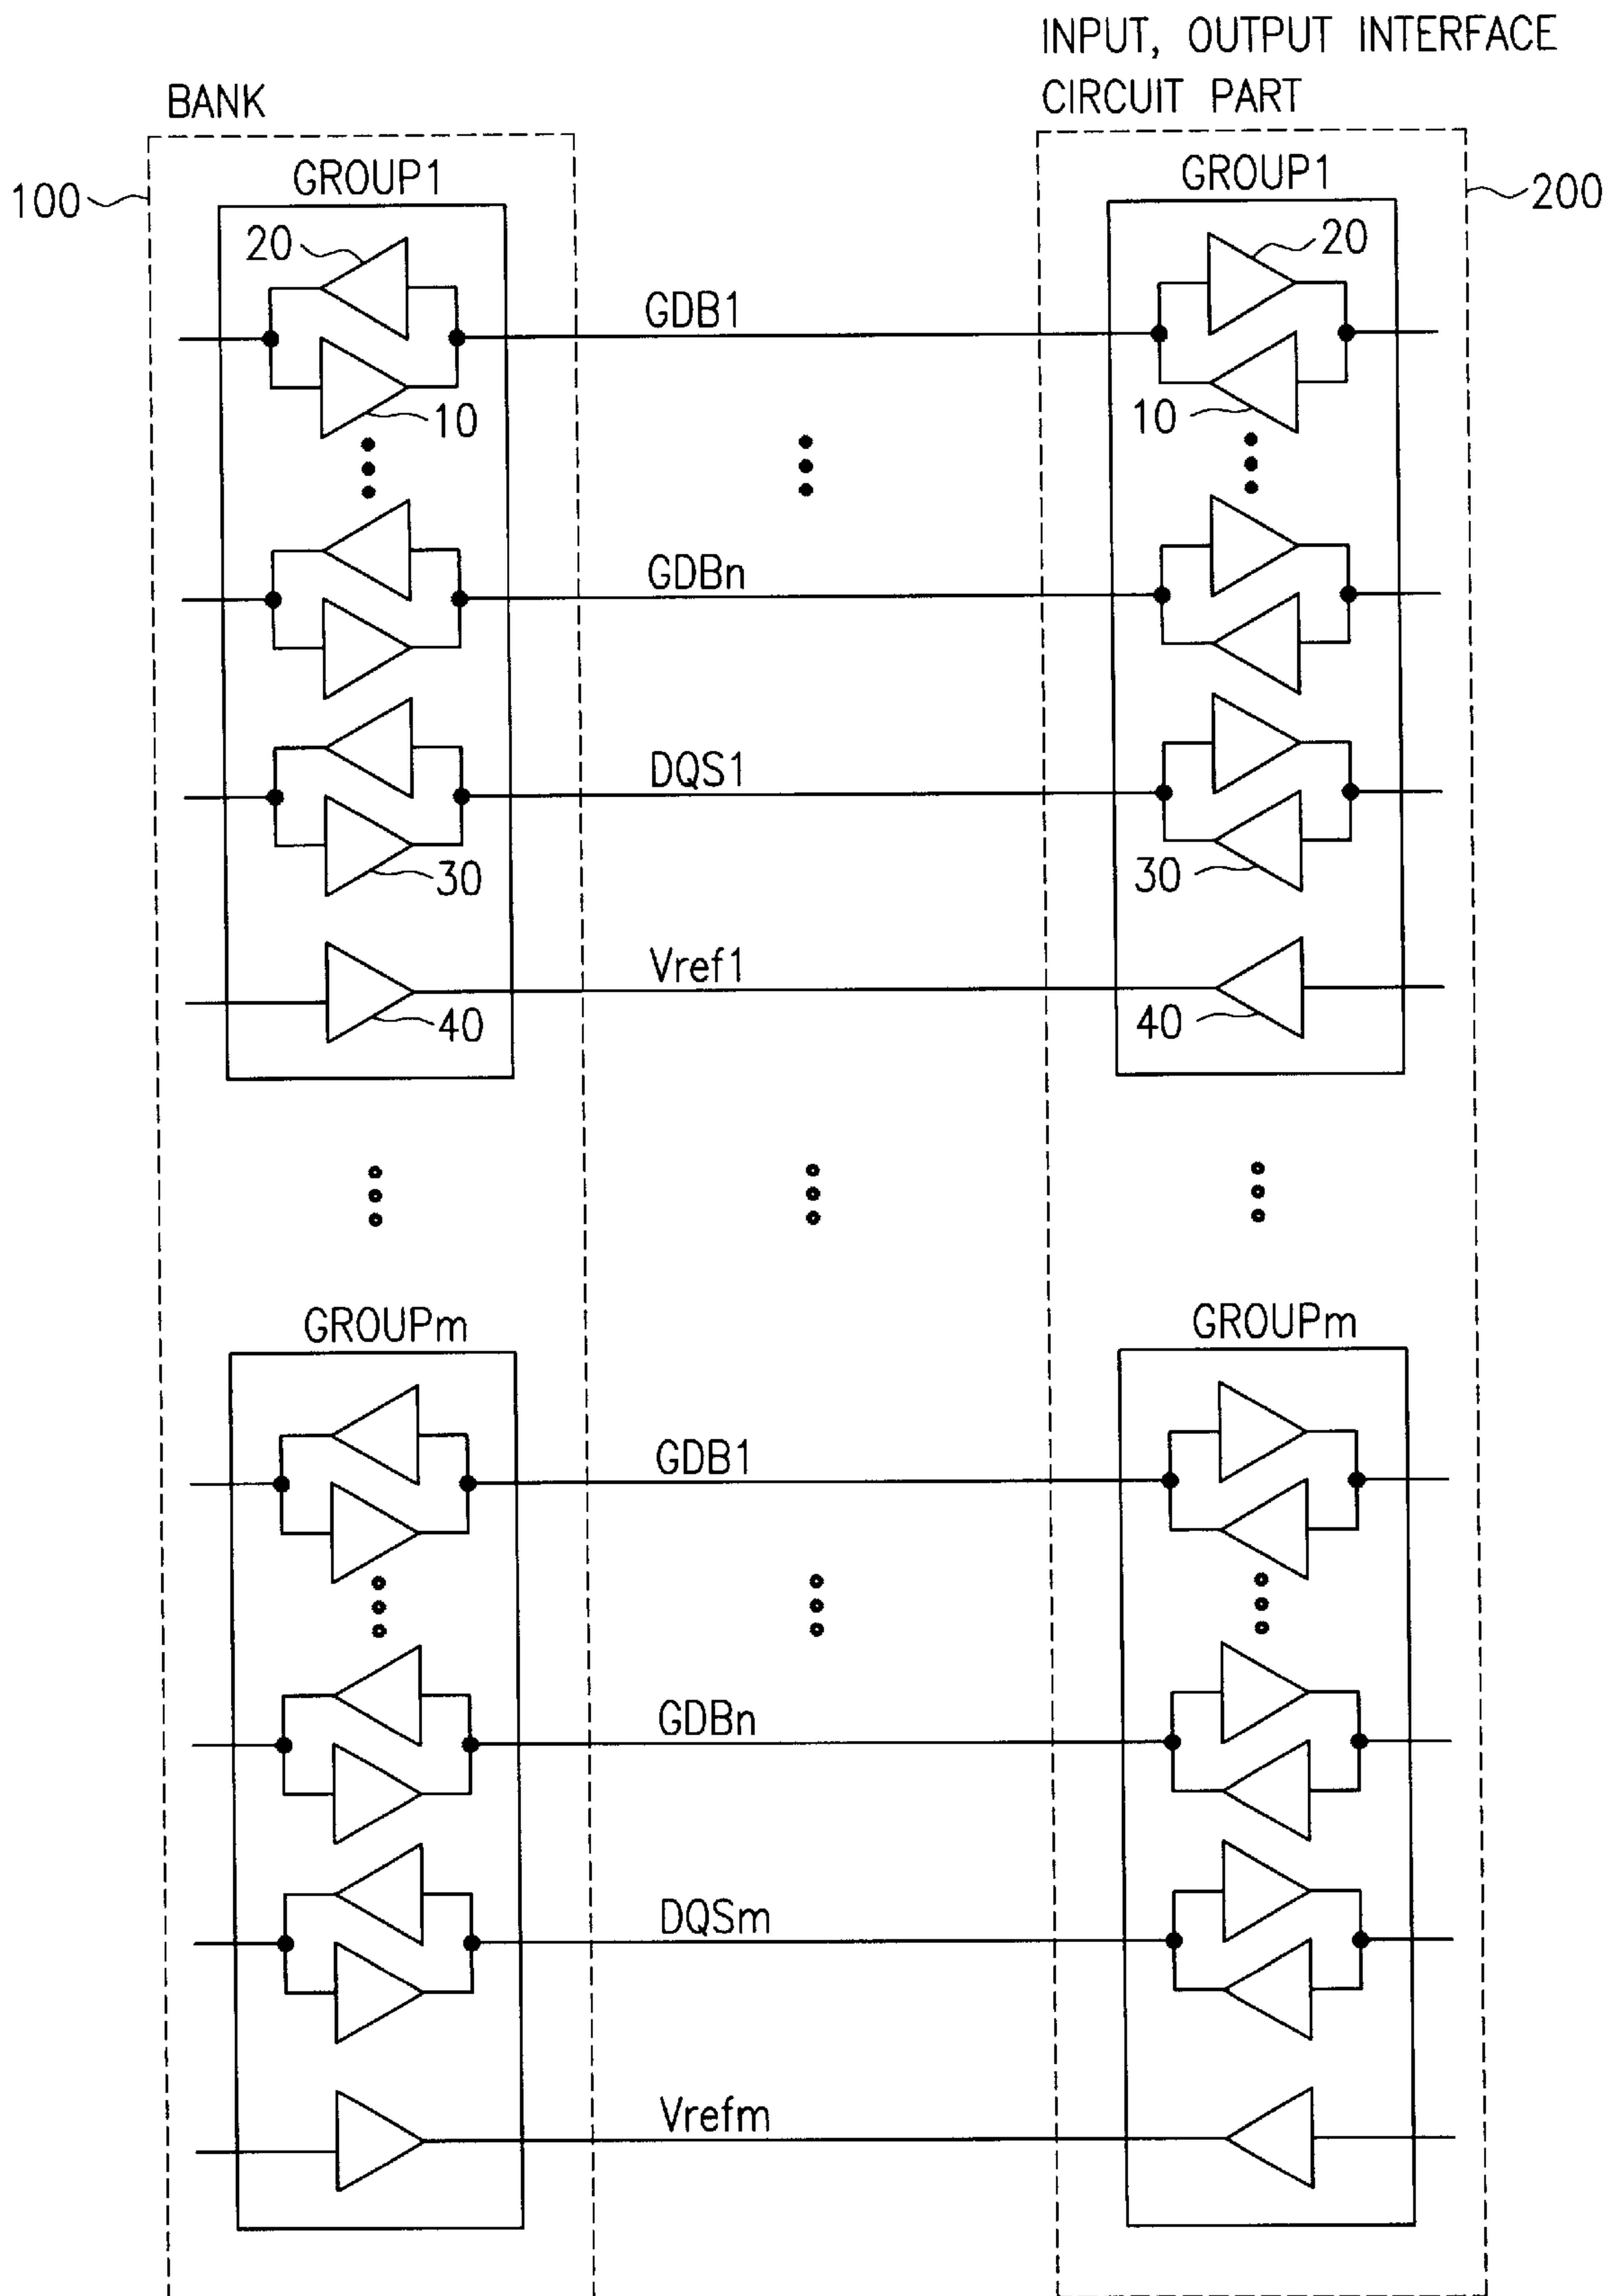 INPUT, OUTPUT INTERFACE
CIRCUIT PART
BANK
100
GROUP1
GROUP1
200
20
20
GDB1
10
10
GDBn
DQS1
30
30
Vref1
40
40
GROUPm
GROUPm
GDB1
GDBn
DQSm
Vrefm